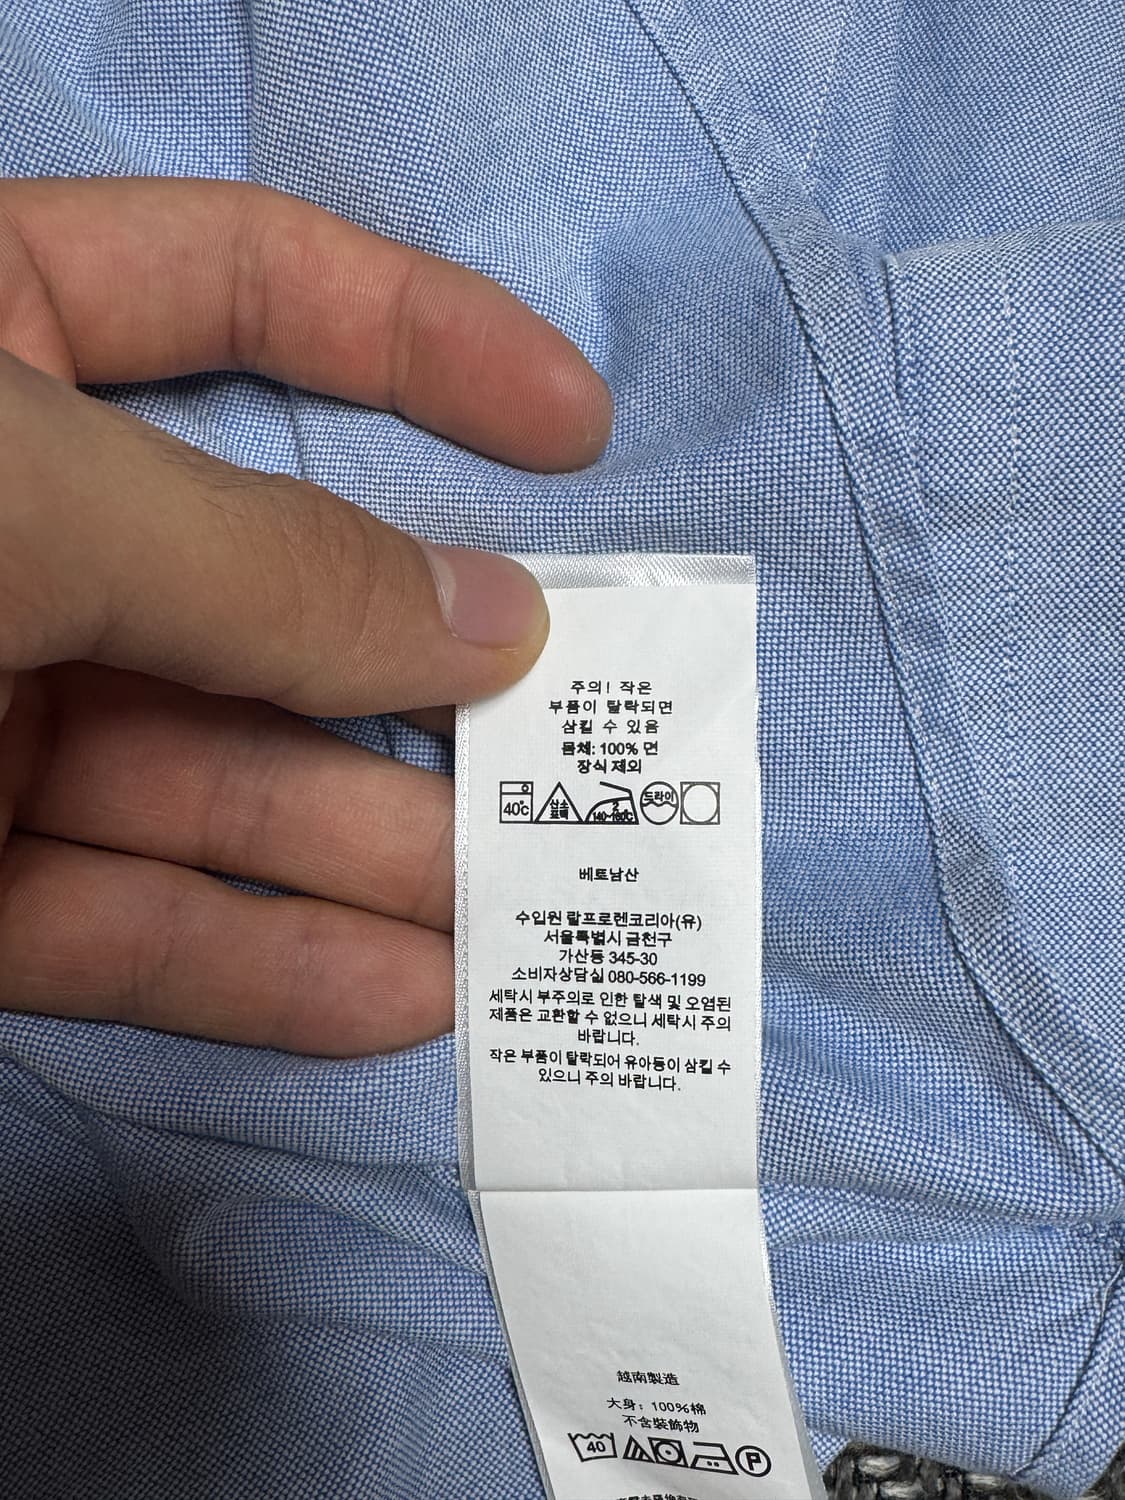 주의! 작은
부품이 탈락되면
삼킬 수 있음
몸체: 100% 면
장식 제외
40℃ 산소 표백 2 140~160℃ 드라이
베트남산
수입원 랄프로렌코리아(유)
서울특별시 금천구
가산동 345-30
소비자상담실 080-566-1199
세탁시 부주의로 인한 탈색 및 오염된
제품은 교환할 수 없으니 세탁시 주의
바랍니다.
작은 부품이 탈락되어 유아등이 삼킬 수
있으니 주의 바랍니다.
越南製造
大身: 100%棉
不含裝飾物
40 P